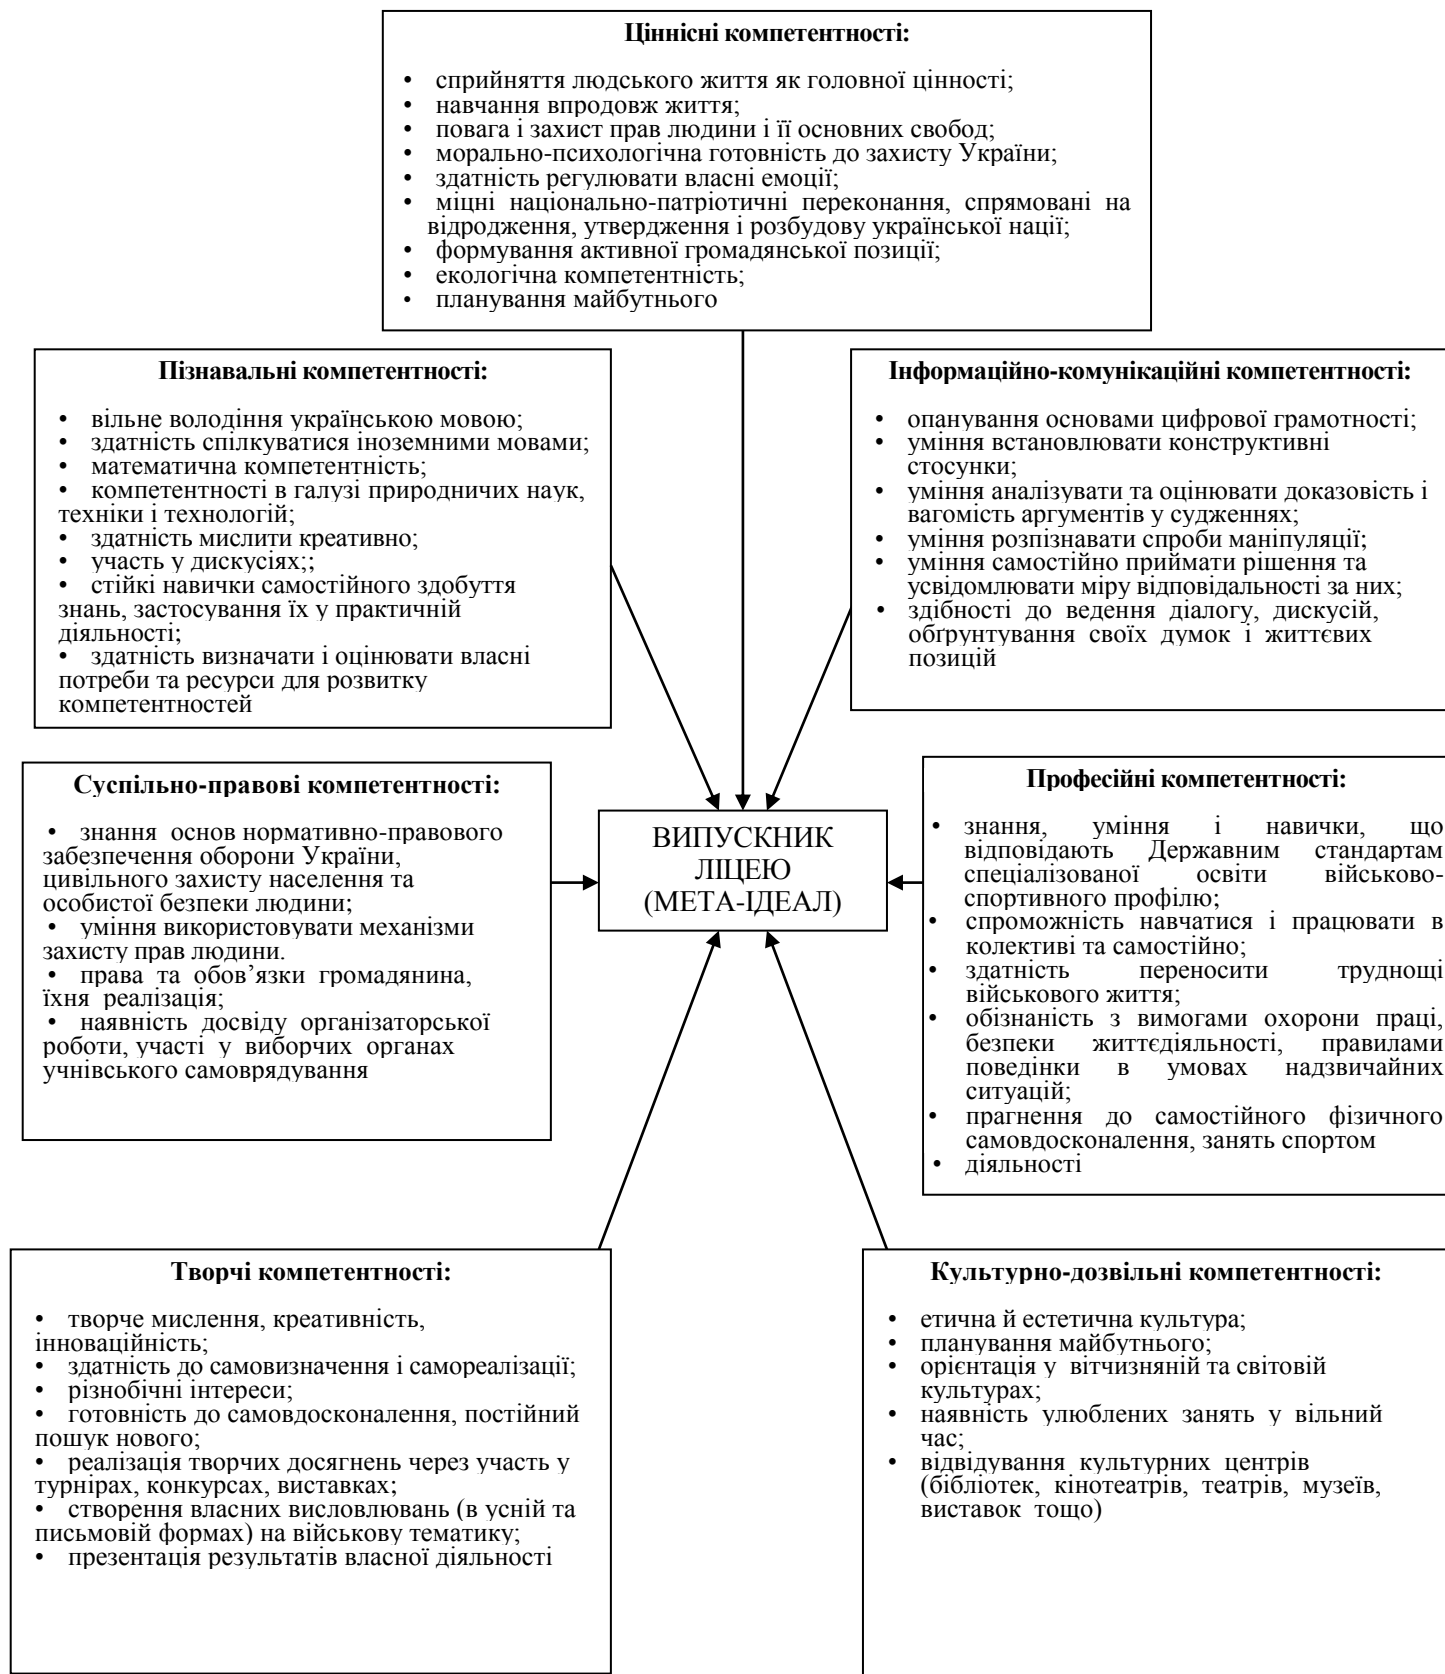 Ціннісні компетентності:
• сприйняття людського життя як головної цінності;
• навчання впродовж життя;
• повага і захист прав людини і її основних свобод;
• морально-психологічна готовність до захисту України;
• здатність регулювати власні емоції;
• міцні національно-патріотичні переконання, спрямовані на
відродження, утвердження і розбудову української нації;
• формування активної громадянської позиції;
• екологічна компетентність;
• планування майбутнього
Пізнавальні компетентності:
• вільне володіння українською мовою;
• здатність спілкуватися іноземними мовами;
• математична компетентність;
• компетентності в галузі природничих наук,
техніки і технологій;
• здатність мислити креативно;
• участь у дискусіях;;
• стійкі навички самостійного здобуття
знань, застосування їх у практичній
діяльності;
• здатність визначати і оцінювати власні
потреби та ресурси для розвитку
компетентностей
Інформаційно-комунікаційні компетентності:
• опанування основами цифрової грамотності;
• уміння встановлювати конструктивні
стосунки;
• уміння аналізувати та оцінювати доказовість і
вагомість аргументів у судженнях;
• уміння розпізнавати спроби маніпуляції;
• уміння самостійно приймати рішення та
усвідомлювати міру відповідальності за них;
• здібності до ведення діалогу, дискусій,
обґрунтування своїх думок і життєвих
позицій
Суспільно-правові компетентності:
• знання основ нормативно-правового
забезпечення оборони України,
цивільного захисту населення та
особистої безпеки людини;
• уміння використовувати механізми
захисту прав людини.
• права та обов’язки громадянина,
їхня реалізація;
• наявність досвіду організаторської
роботи, участі у виборчих органах
учнівського самоврядування
ВИПУСКНИК
ЛІЦЕЮ
(МЕТА-ІДЕАЛ)
Професійні компетентності:
• знання, уміння і навички, що
відповідають Державним стандартам
спеціалізованої освіти військово-
спортивного профілю;
• спроможність навчатися і працювати в
колективі та самостійно;
• здатність переносити труднощі
військового життя;
• обізнаність з вимогами охорони праці,
безпеки життєдіяльності, правилами
поведінки в умовах надзвичайних
ситуацій;
• прагнення до самостійного фізичного
самовдосконалення, занять спортом
• діяльності
Творчі компетентності:
• творче мислення, креативність,
інноваційність;
• здатність до самовизначення і самореалізації;
• різнобічні інтереси;
• готовність до самовдосконалення, постійний
пошук нового;
• реалізація творчих досягнень через участь у
турнірах, конкурсах, виставках;
• створення власних висловлювань (в усній та
письмовій формах) на військову тематику;
• презентація результатів власної діяльності
Культурно-дозвільні компетентності:
• етична й естетична культура;
• планування майбутнього;
• орієнтація у вітчизняній та світовій
культурах;
• наявність улюблених занять у вільний
час;
• відвідування культурних центрів
(бібліотек, кінотеатрів, театрів, музеїв,
виставок тощо)